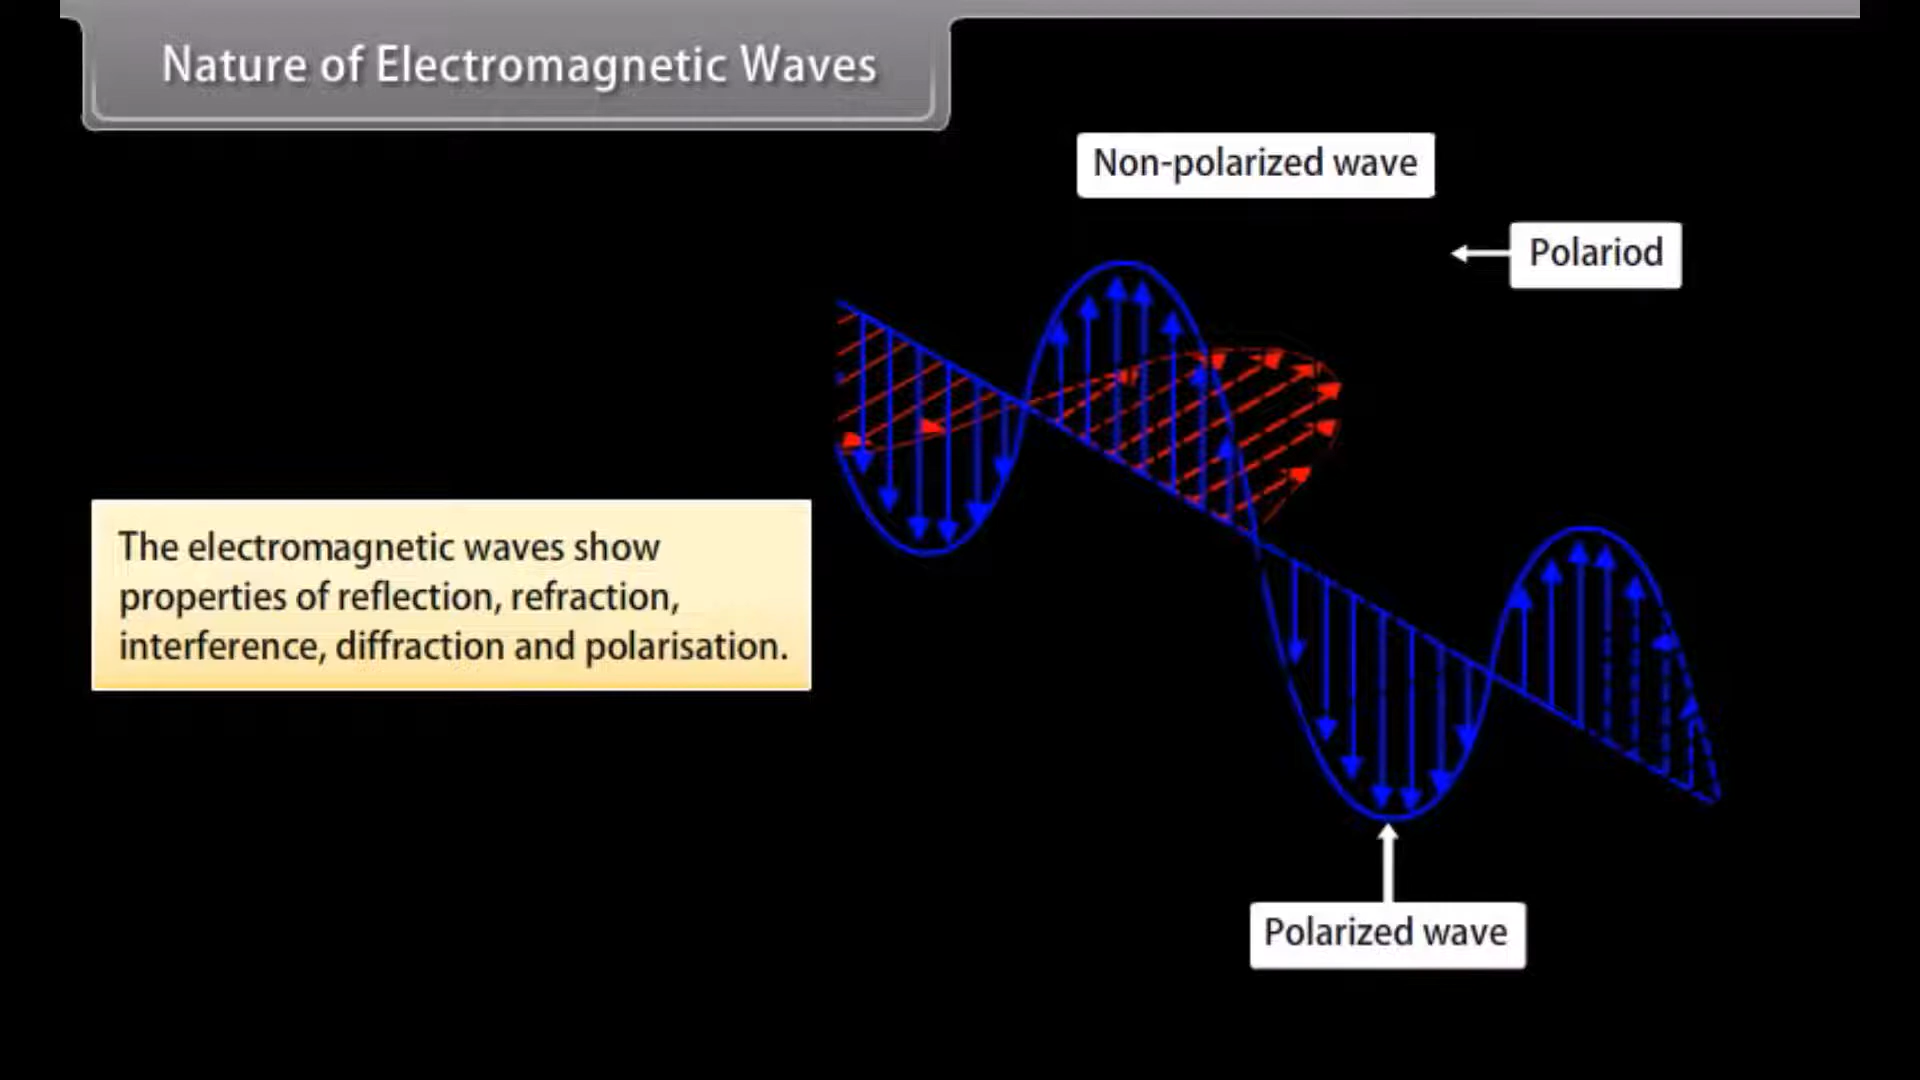 Nature of Electromagnetic Waves
Non-polarized wave
Polariod
The electromagnetic waves show
properties of reflection, refraction,
interference, diffraction and polarisation.
Polarized wave